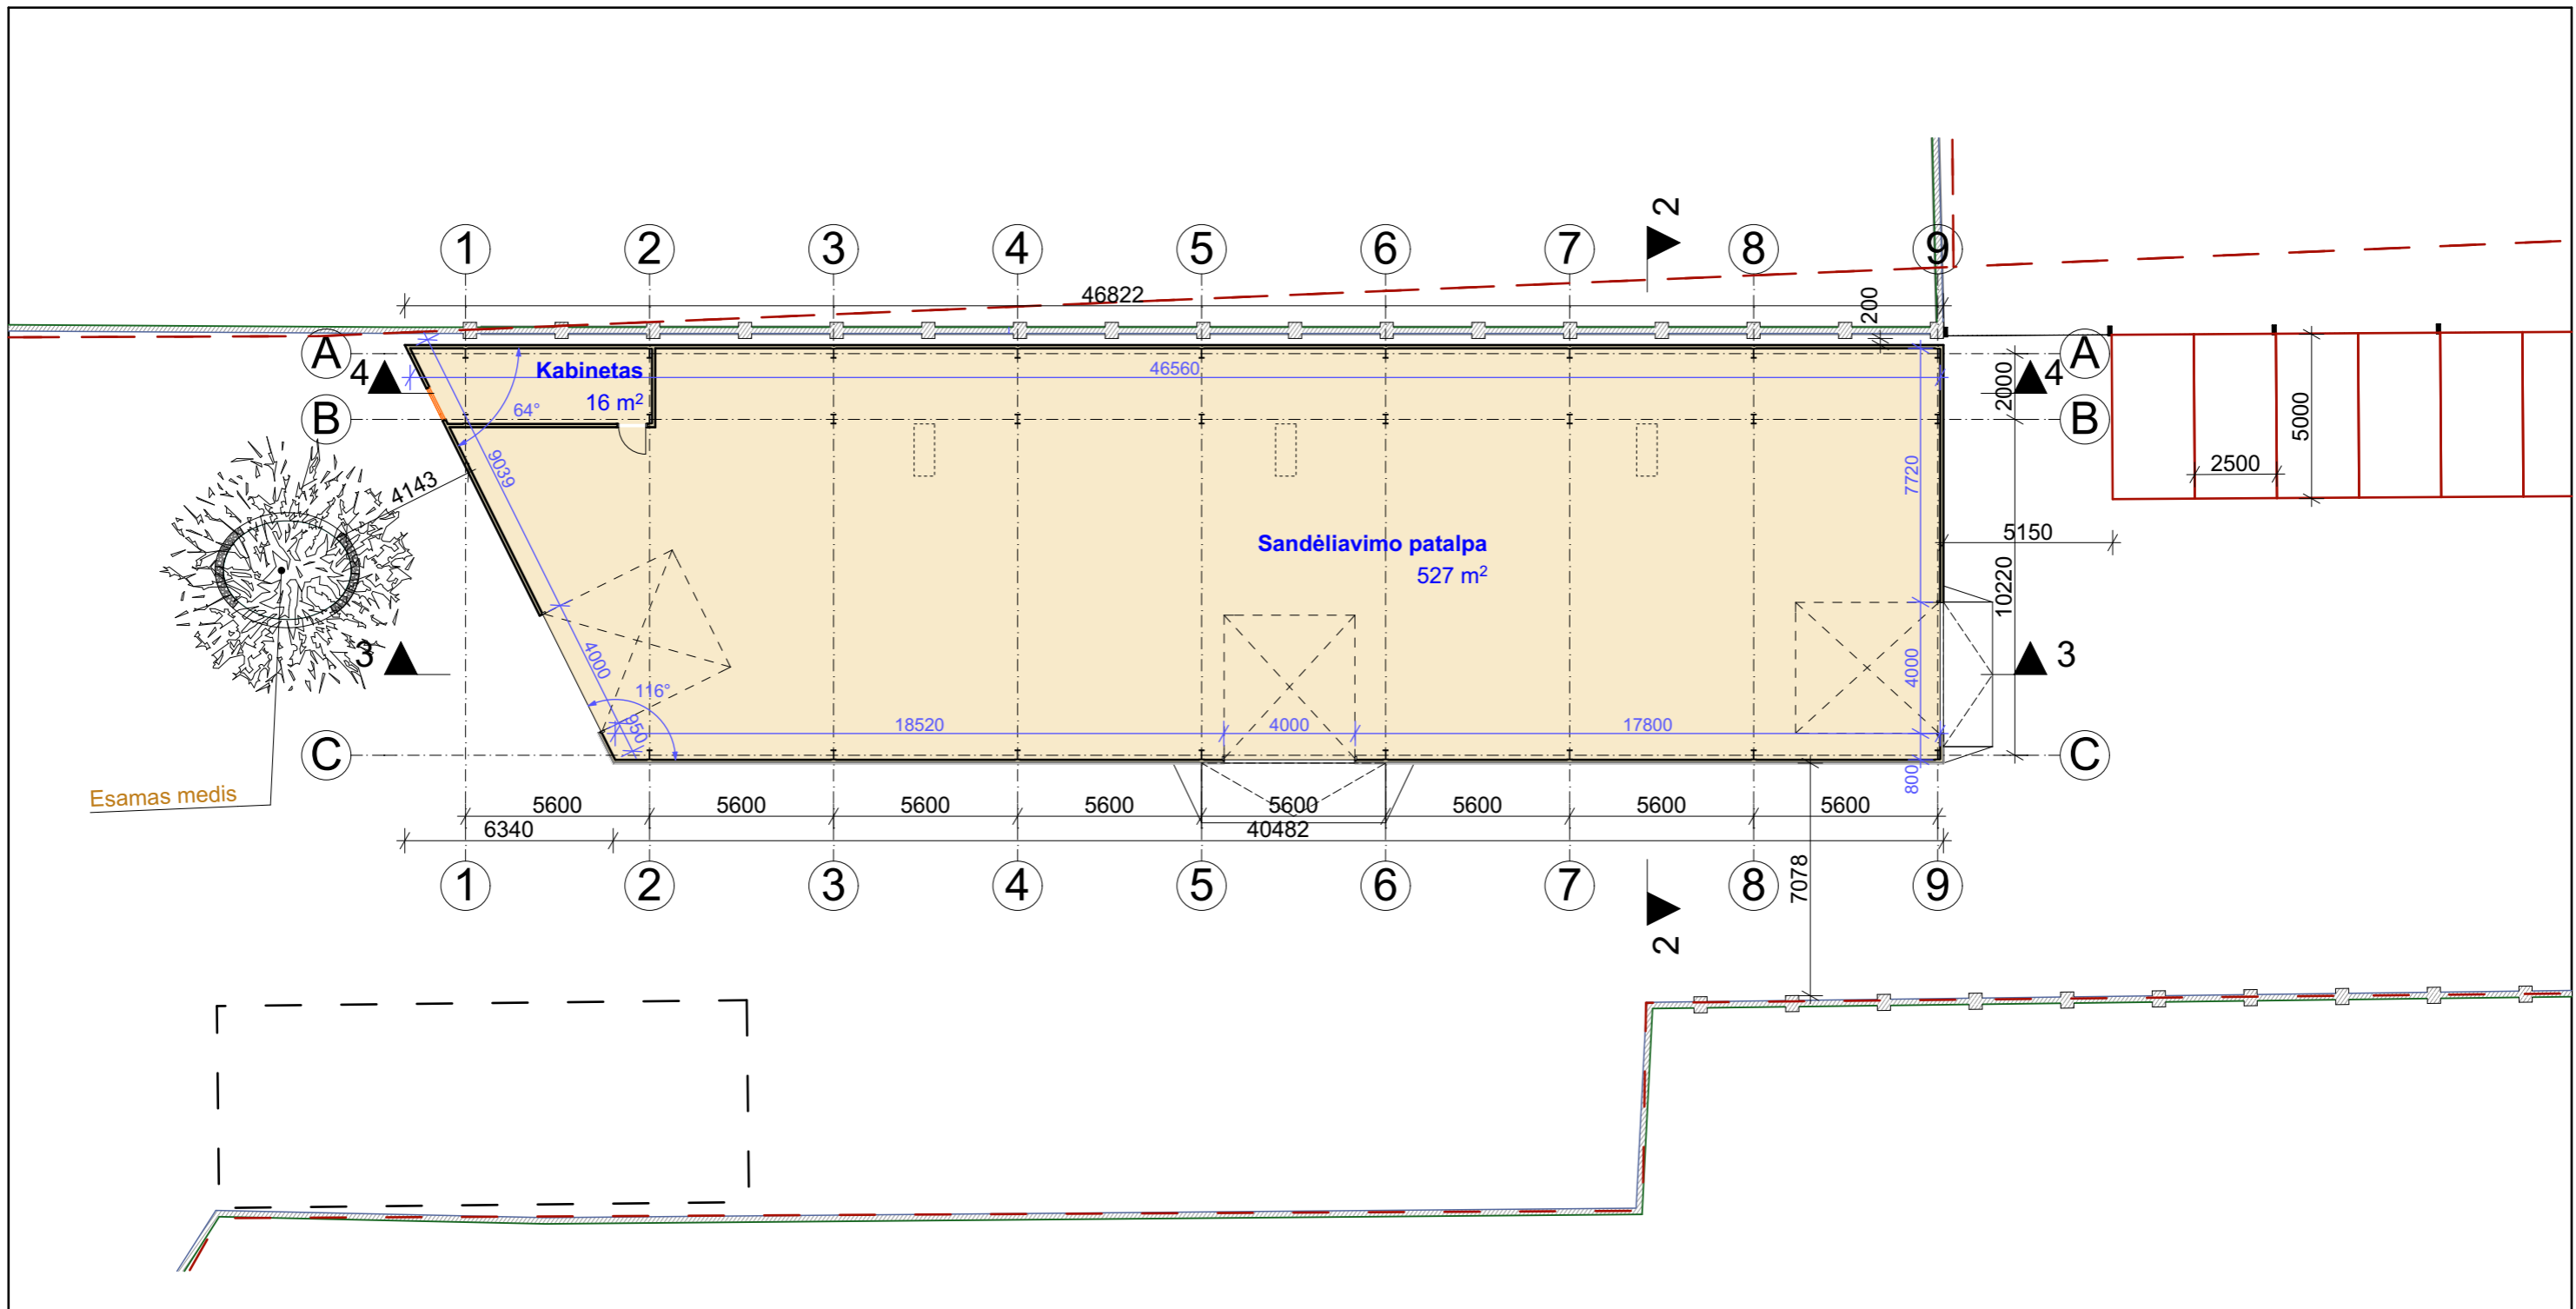 2
1 2 3 4 5 6 7 8 9
46822
200
A A
Kabinetas
16 m²
46560
4 4
64°
2000
B B
5000
2500
9039
4143
7720
Sandėliavimo patalpa
527 m²
5150
10220
3 3
4000
4000
116°
950
18520 4000 17800
C C
800
Esamas medis
5600 5600 5600 5600 5600 5600 5600 5600
6340 40482
7078
1 2 3 4 5 6 7 8 9
2